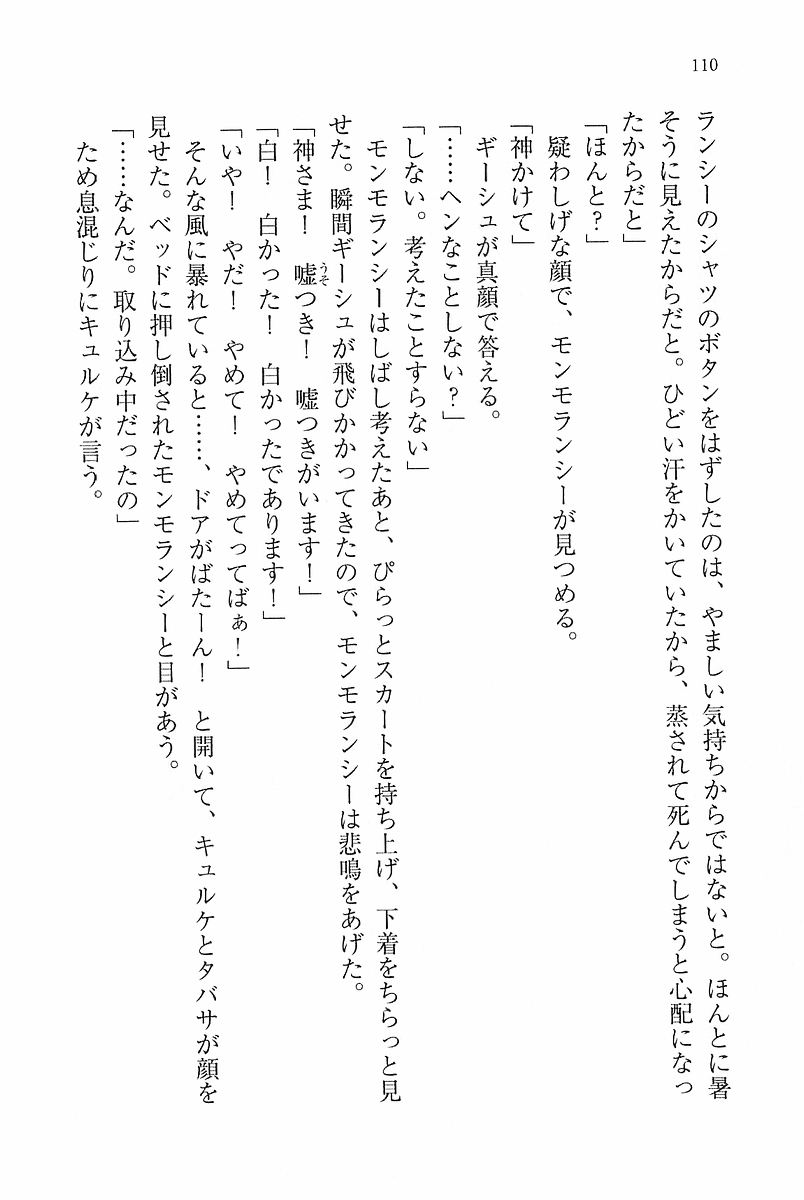 110
ランシーのシャツのボタンをはずしたのは、やましい気持ちからではないと。ほんとに暑
そうに見えたからだと。ひどい汗をかいていたから、蒸されて死んでしまうと心配になっ
たからだと」
「ほんと?」
疑わしげな顔で、モンモランシーが見つめる。
「神かけて」
ギーシュが真顔で答える。
「……ヘンなことしない?」
「しない。考えたことすらない」
モンモランシーはしばし考えたあと、ぴらっとスカートを持ち上げ、下着をちらっと見
せた。瞬間ギーシュが飛びかかってきたので、モンモランシーは悲鳴をあげた。
「神さま! 嘘つき! 嘘つきがいます!」
うそ
「白! 白かった! 白かったであります!」
「いや! やだ! やめて! やめてってばぁ!」
そんな風に暴れていると……、ドアがばたーん! と開いて、キュルケとタバサが顔を
見せた。ベッドに押し倒されたモンモランシーと目があう。
「……なんだ。取り込み中だったの」
ため息混じりにキュルケが言う。